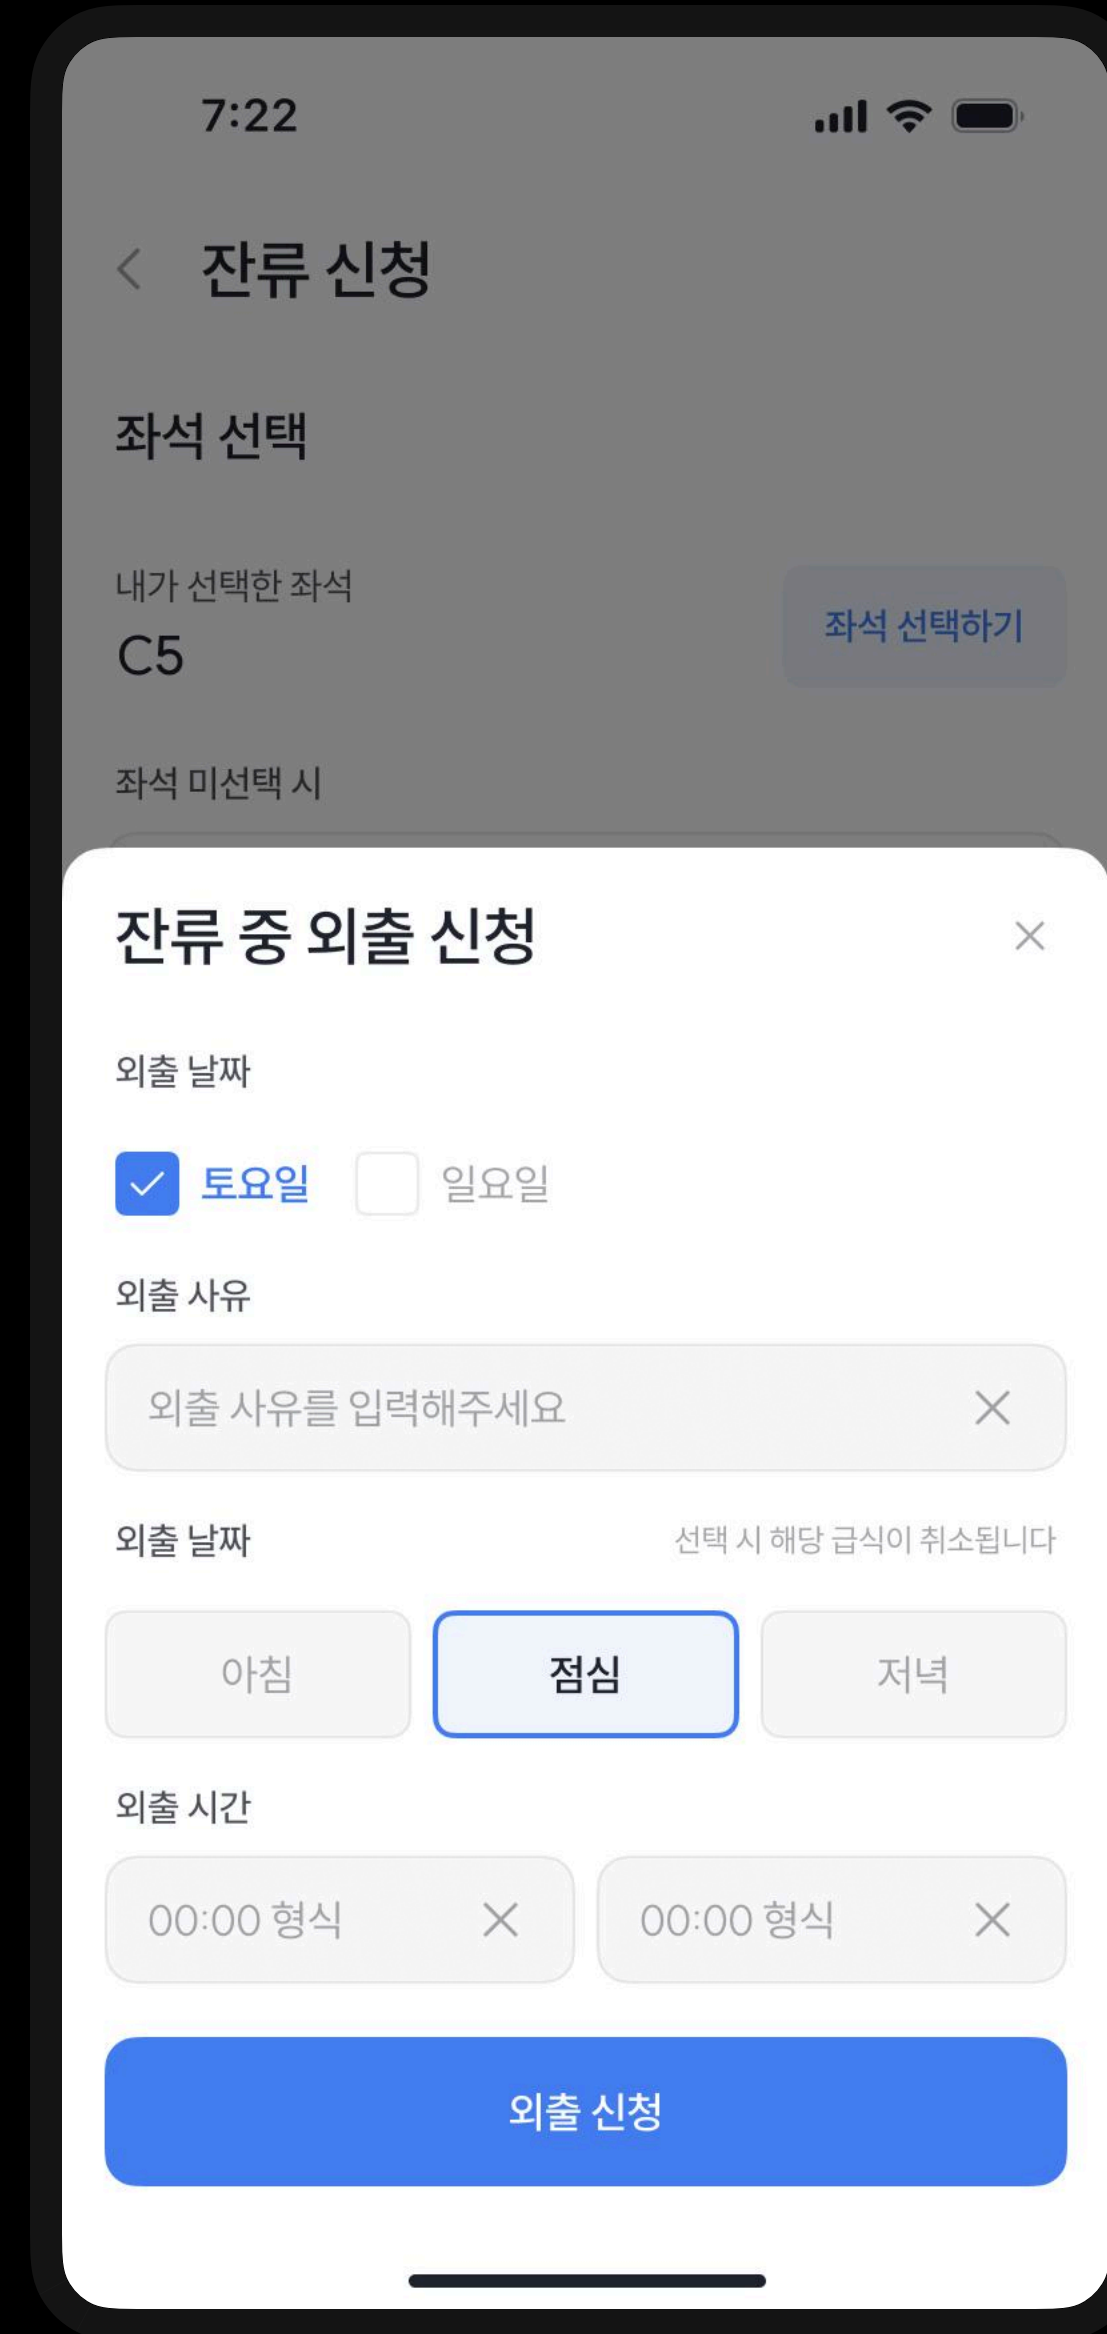 7:22
잔류 신청
좌석 선택
내가 선택한 좌석
C5
좌석 선택하기
좌석 미선택 시
잔류 중 외출 신청
외출 날짜
토요일 일요일
외출 사유
외출 사유를 입력해주세요
외출 날짜 선택 시 해당 급식이 취소됩니다
아침 점심 저녁
외출 시간
00:00 형식 00:00 형식
외출 신청